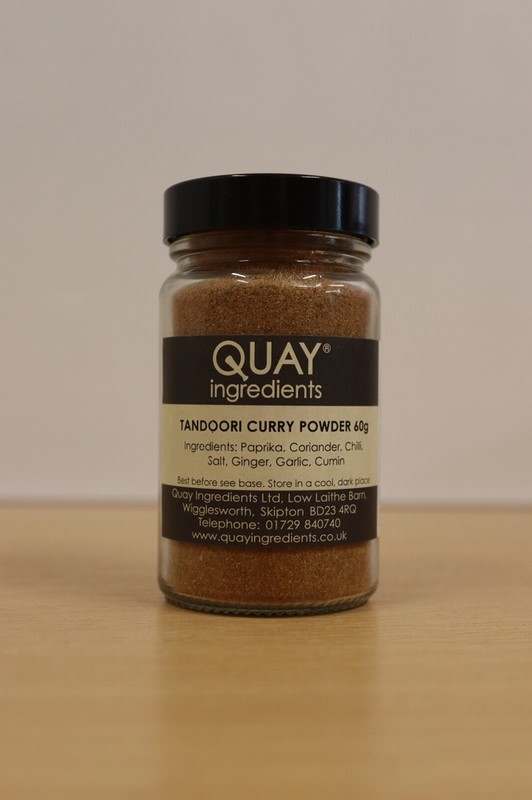 QUAY®
ingredients
TANDOORI CURRY POWDER 60g
Ingredients: Paprika, Coriander, Chilli,
Salt, Ginger, Garlic, Cumin
Best before see base. Store in a cool, dark place
Quay Ingredients Ltd, Low Laithe Barn,
Wigglesworth, Skipton BD23 4RQ
Telephone: 01729 840740
www.quayingredients.co.uk